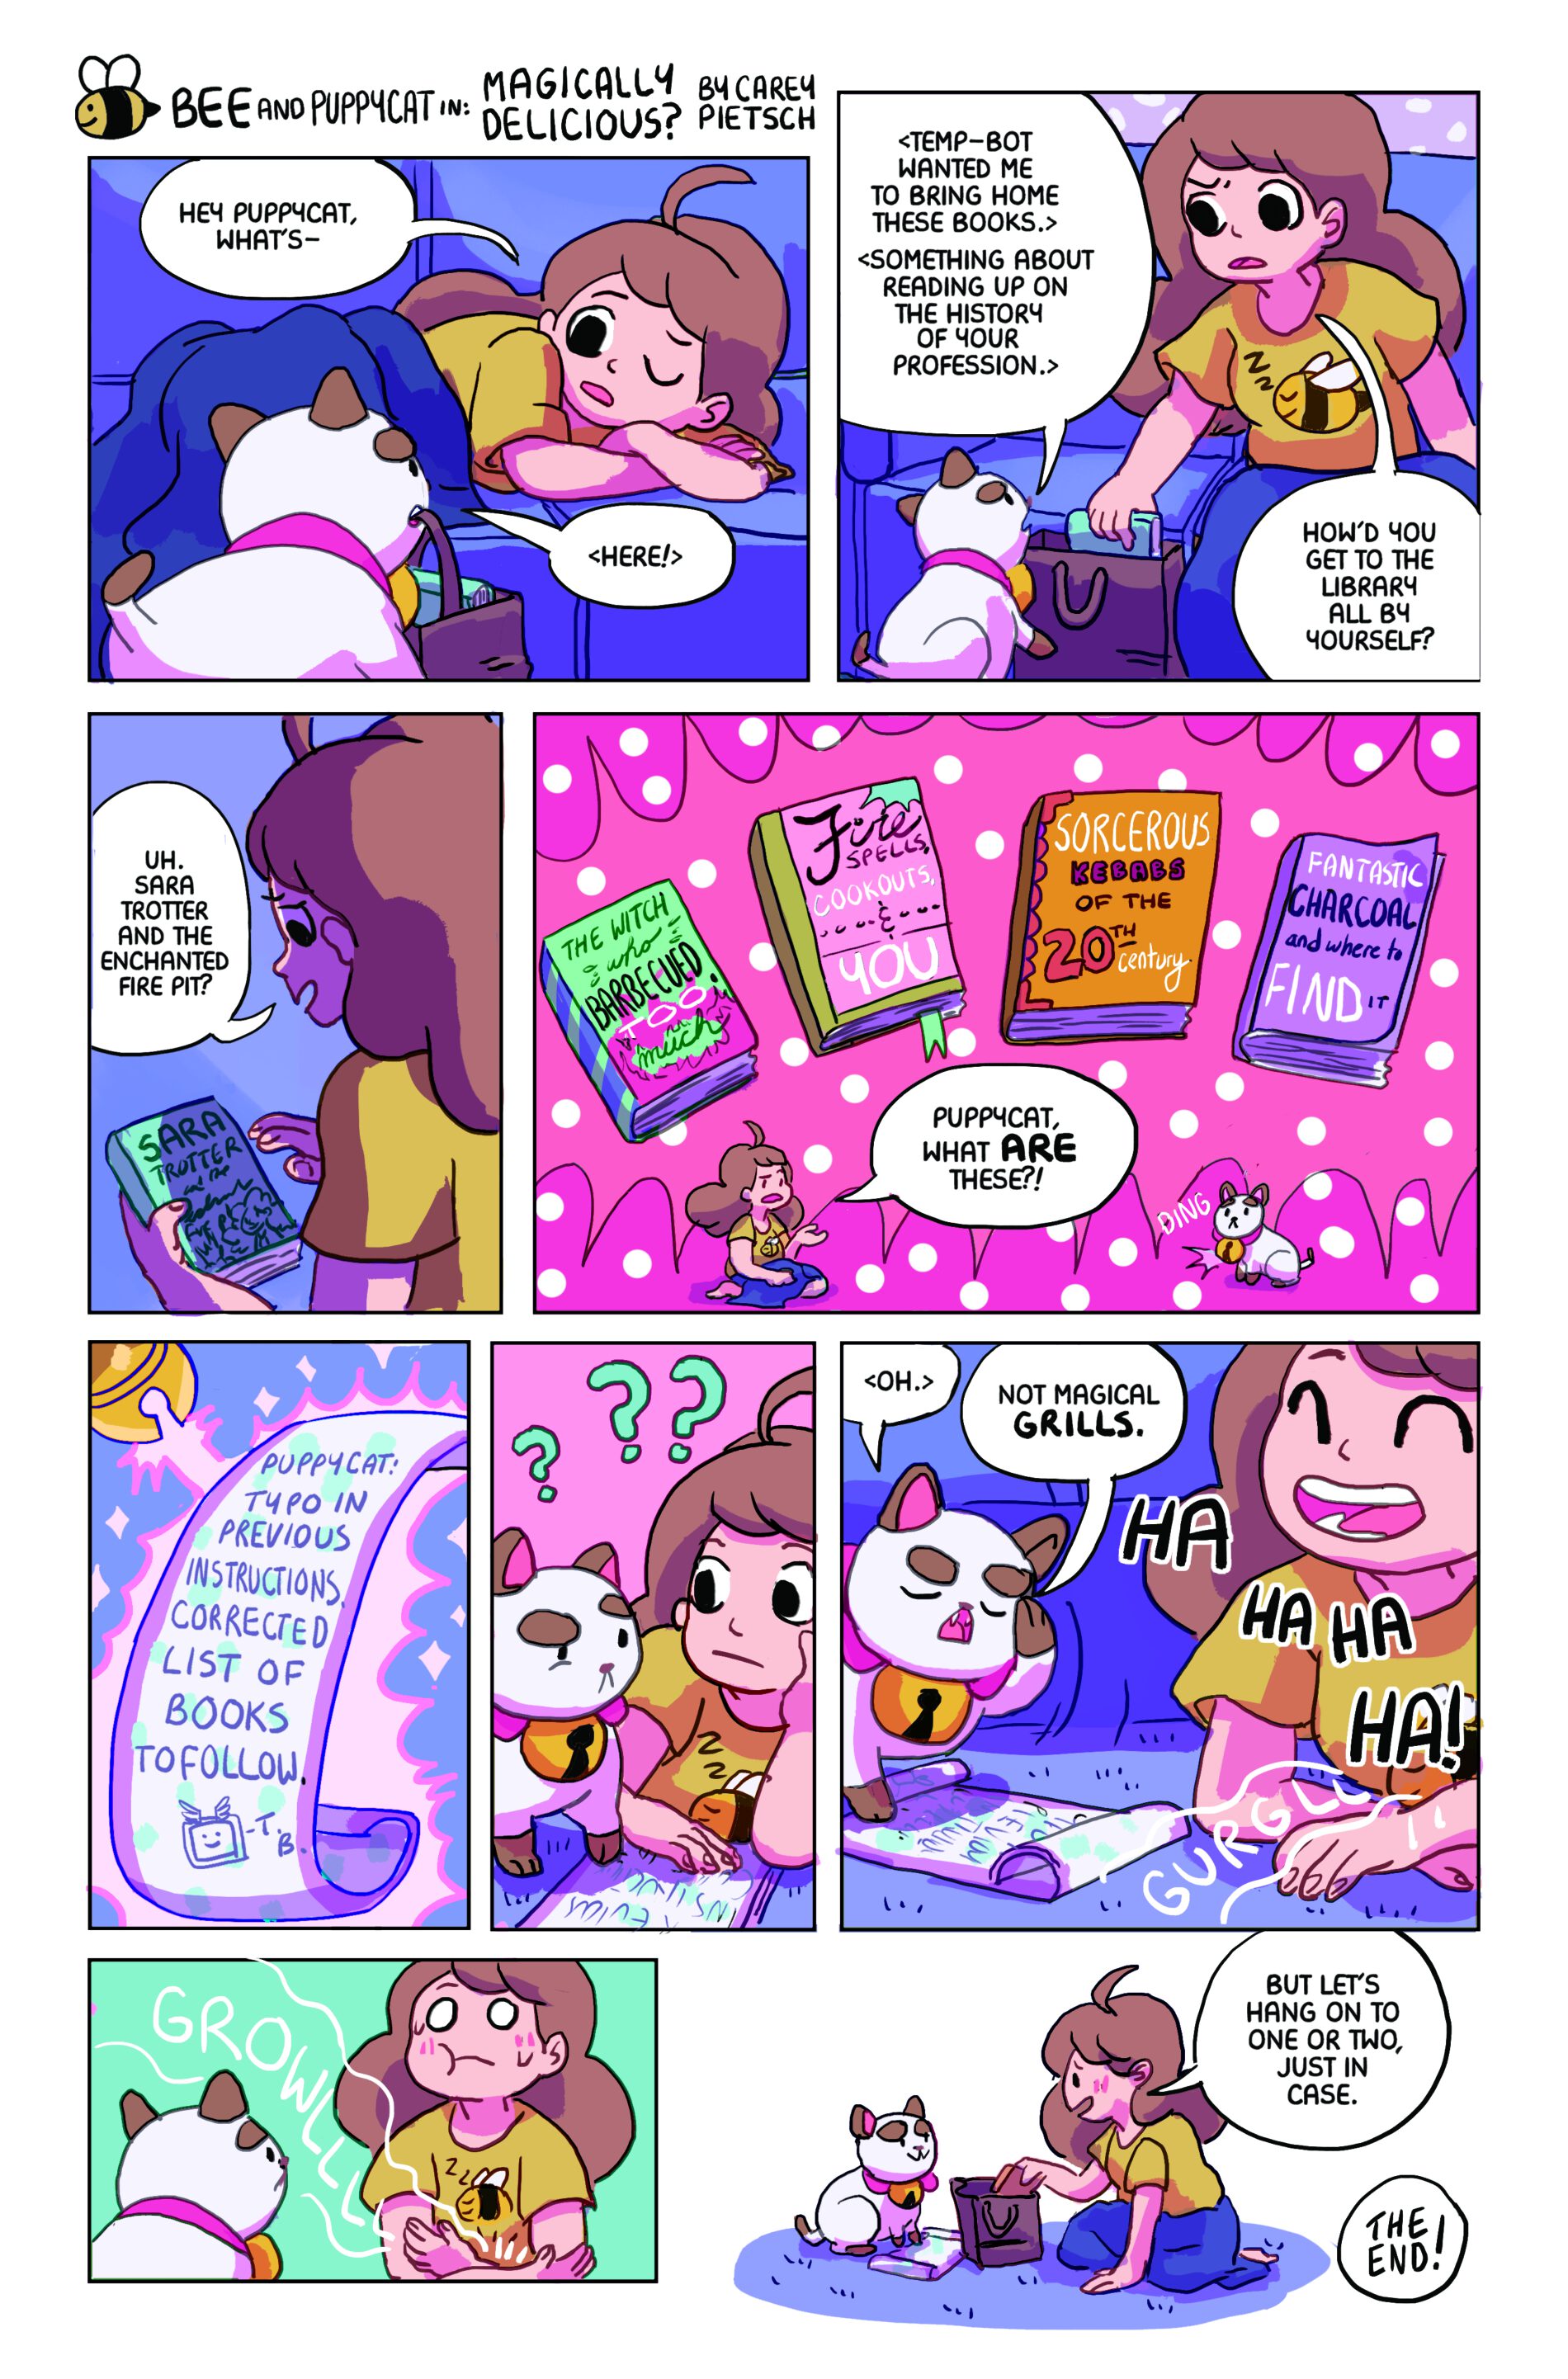 BEE AND PUPPYCAT IN: MAGICALLY DELICIOUS? BY CAREY PIETSCH
HEY PUPPYCAT,
WHAT'S–
<HERE!>
<TEMP-BOT
WANTED ME
TO BRING HOME
THESE BOOKS.>
<SOMETHING ABOUT
READING UP ON
THE HISTORY
OF YOUR
PROFESSION.>
HOW'D YOU
GET TO THE
LIBRARY
ALL BY
YOURSELF?
UH.
SARA
TROTTER
AND THE
ENCHANTED
FIRE PIT?
SARA
TROTTER
and the
THE WITCH
who
BARBECUED
TOO
much
Fire
SPELLS,
COOKOUTS,
&
YOU
SORCEROUS
KEBABS
OF THE
20TH
century
FANTASTIC
CHARCOAL
and where to
FIND IT
PUPPYCAT,
WHAT ARE
THESE?!
DING
PUPPYCAT:
TYPO IN
PREVIOUS
INSTRUCTIONS.
CORRECTED
LIST OF
BOOKS
TO FOLLOW.
-T.
B.
? ? ?
<OH.>
NOT MAGICAL
GRILLS.
HA
HA HA
HA!
GURGLL
GROWLLLLL
ZZ
BUT LET'S
HANG ON TO
ONE OR TWO,
JUST IN
CASE.
THE
END!